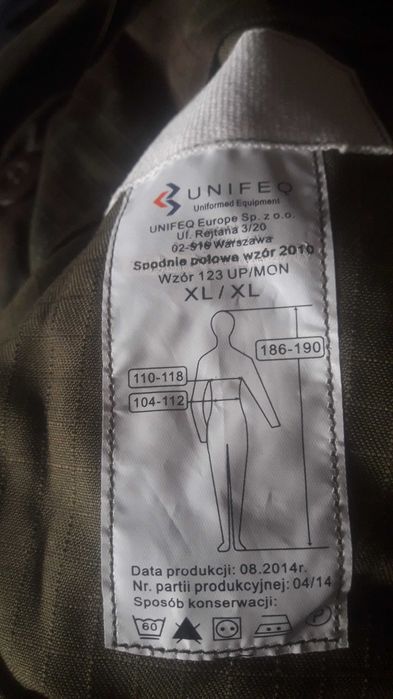 UNIFEQ
Uniformed Equipment
UNIFEQ Europe Sp. z o.o.
Ul. Rejtana 3/20
02-516 Warszawa
Spodnie polowe wzór 2010
Wzór 123 UP/MON
XL / XL
186-190
110-118
104-112
Data produkcji: 08.2014r.
Nr. partii produkcyjnej: 04/14
Sposób konserwacji:
60
P